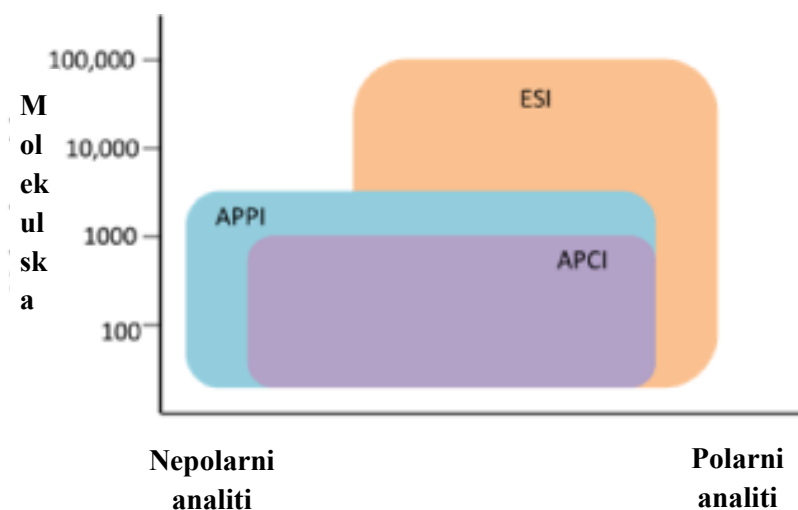 100,000
ESI
M
ol
ek
ul
sk
a
10,000
APPI
1000
APCI
100
Nepolarni
analiti
Polarni
analiti